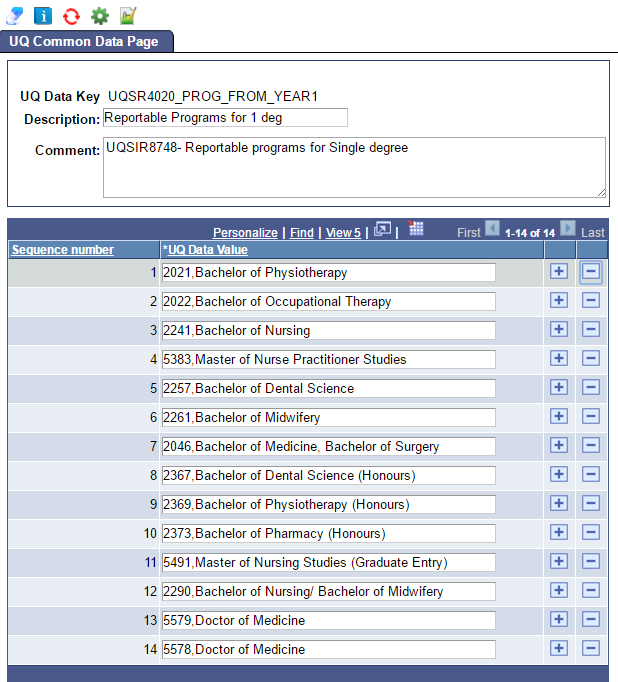 UQ Common Data Page
UQ Data Key UQSR4020_PROG_FROM_YEAR1
Description: Reportable Programs for 1 deg
Comment: UQSIR8748- Reportable programs for Single degree
Personalize | Find | View 5 | | First 1-14 of 14 Last
Sequence number *UQ Data Value
1 2021,Bachelor of Physiotherapy
2 2022,Bachelor of Occupational Therapy
3 2241,Bachelor of Nursing
4 5383,Master of Nurse Practitioner Studies
5 2257,Bachelor of Dental Science
6 2261,Bachelor of Midwifery
7 2046,Bachelor of Medicine, Bachelor of Surgery
8 2367,Bachelor of Dental Science (Honours)
9 2369,Bachelor of Physiotherapy (Honours)
10 2373,Bachelor of Pharmacy (Honours)
11 5491,Master of Nursing Studies (Graduate Entry)
12 2290,Bachelor of Nursing/ Bachelor of Midwifery
13 5579,Doctor of Medicine
14 5578,Doctor of Medicine